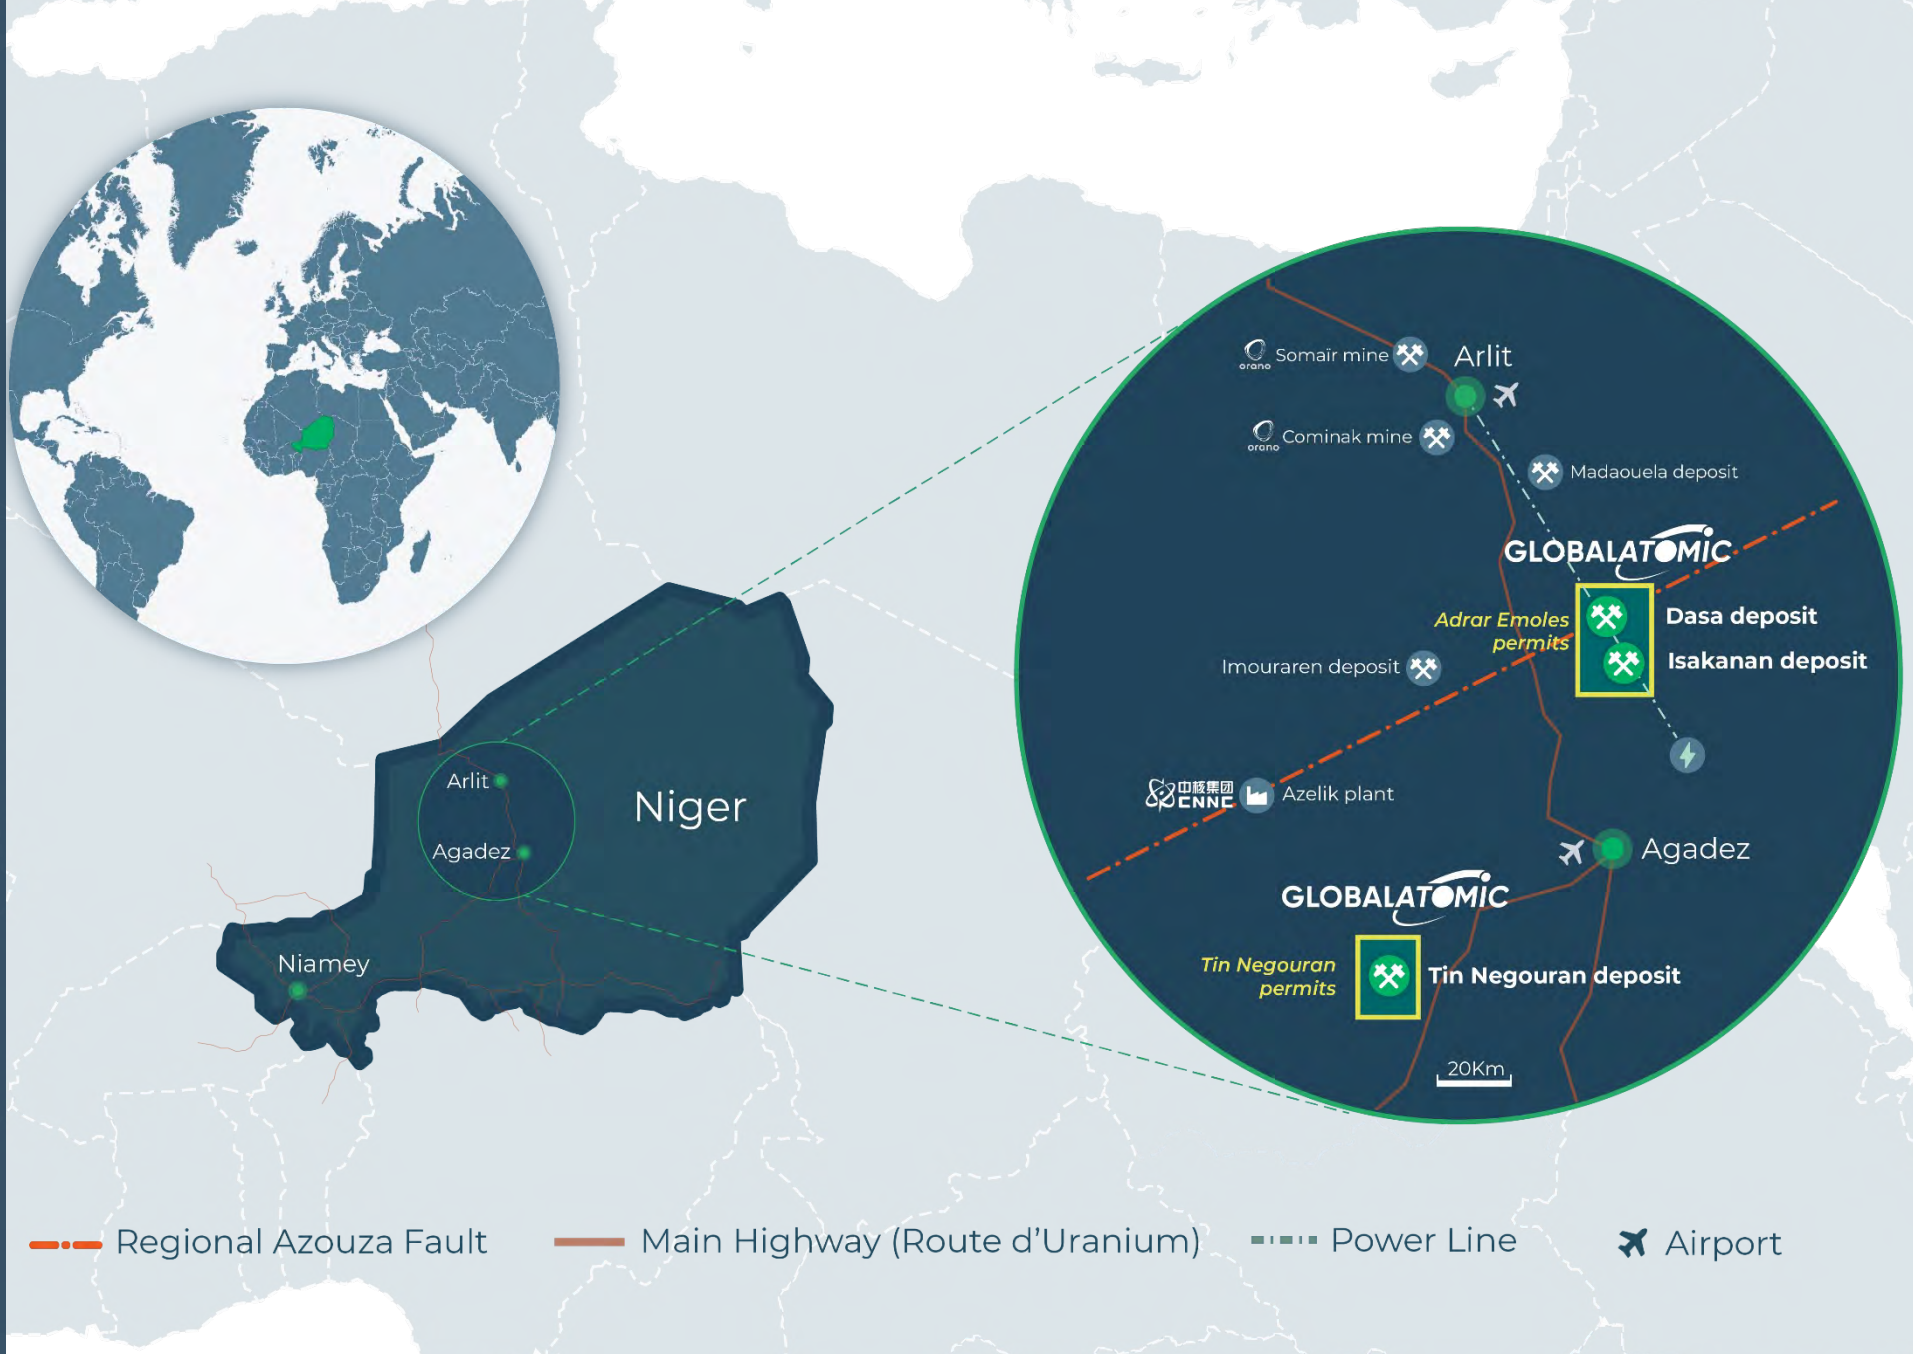 orano
Somaïr mine
Arlit
orano
Cominak mine
Madaouela deposit
GLOBALATOMIC
Adrar Emoles
permits
Dasa deposit
Isakanan deposit
Imouraren deposit
中核集团
CNNC
Azelik plant
Agadez
GLOBALATOMIC
Tin Negouran
permits
Tin Negouran deposit
20Km
Arlit
Niger
Agadez
Niamey
Regional Azouza Fault
Main Highway (Route d'Uranium)
Power Line
Airport